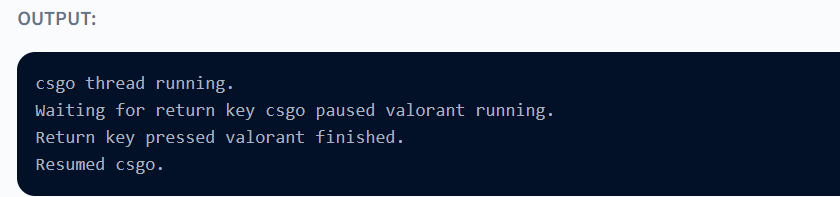 OUTPUT:
csgo thread running.
Waiting for return key csgo paused valorant running.
Return key pressed valorant finished.
Resumed csgo.